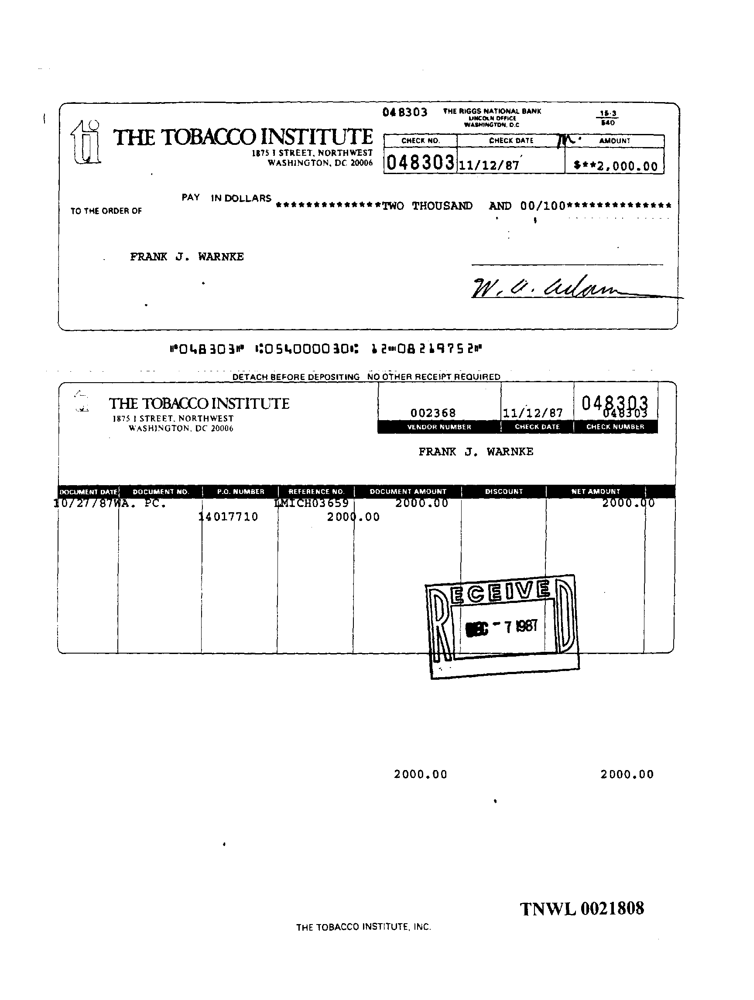 048303 THE RIGGS NATIONAL BANK 15-3
LINCOLN OFFICE 540
WASHINGTON, D.C.
ti THE TOBACCO INSTITUTE
1875 I STREET, NORTHWEST
WASHINGTON, DC 20006
CHECK NO. CHECK DATE AMOUNT
048303 11/12/87 $**2,000.00
PAY IN DOLLARS **************TWO THOUSAND AND 00/100**************
TO THE ORDER OF
FRANK J. WARNKE
W. A. Adam
⑈048303⑈ ⑆054000030⑆ 12⑉08219752⑈
DETACH BEFORE DEPOSITING NO OTHER RECEIPT REQUIRED
THE TOBACCO INSTITUTE
1875 I STREET, NORTHWEST
WASHINGTON, DC 20006
002368 11/12/87 048303
048303
VENDOR NUMBER CHECK DATE CHECK NUMBER
FRANK J. WARNKE
DOCUMENT DATE DOCUMENT NO. P.O. NUMBER REFERENCE NO. DOCUMENT AMOUNT DISCOUNT NET AMOUNT
10/27/87WA. PC. LMICH03659 2000.00 2000.00
14017710 2000.00
RECEIVED
DEC - 7 1987
2000.00 2000.00
TNWL 0021808
THE TOBACCO INSTITUTE, INC.